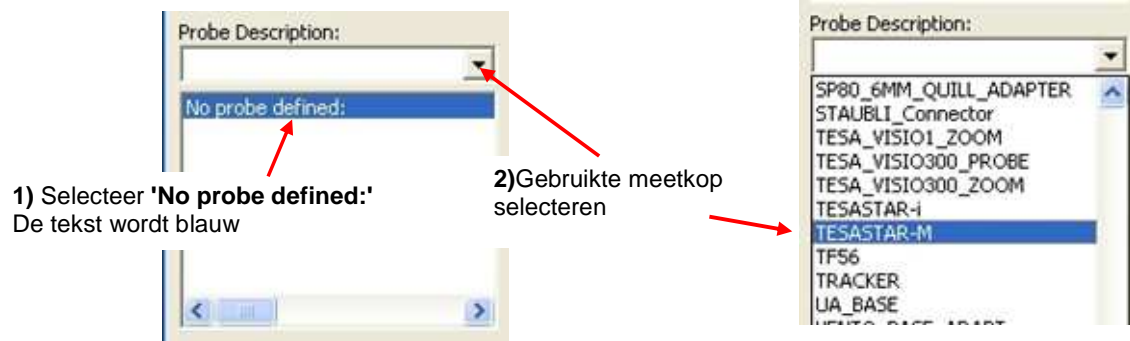 Probe Description:
No probe defined:
1) Selecteer 'No probe defined:'
De tekst wordt blauw
2)Gebruikte meetkop
selecteren
Probe Description:
SP80_6MM_QUILL_ADAPTER
STAUBLI_Connector
TESA_VISIO1_ZOOM
TESA_VISIO300_PROBE
TESA_VISIO300_ZOOM
TESASTAR-i
TESASTAR-M
TF56
TRACKER
UA_BASE